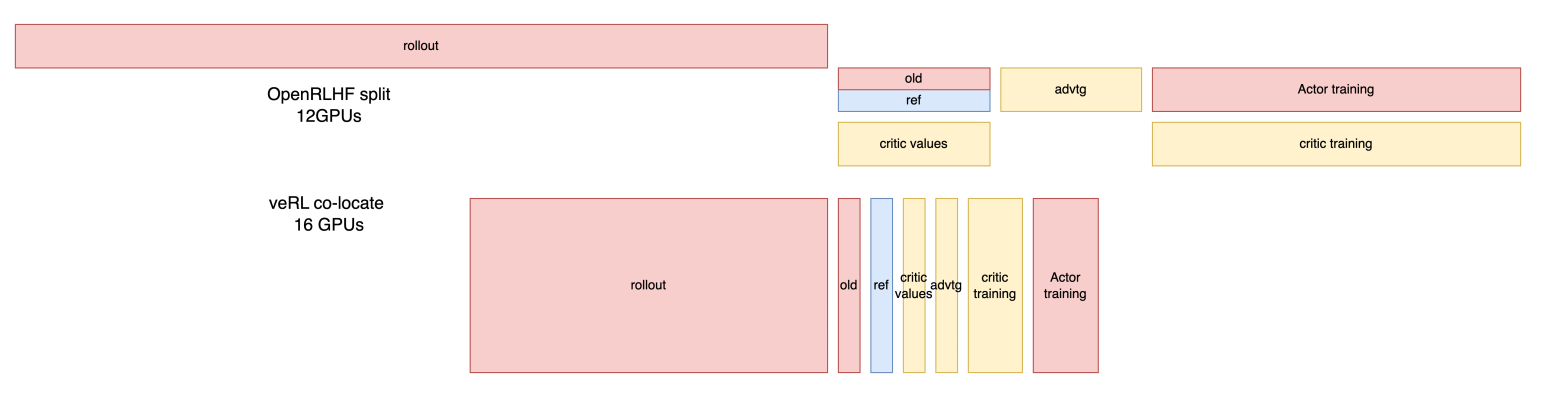 rollout
OpenRLHF split
12GPUs
old
ref
advtg
Actor training
critic values
critic training
veRL co-locate
16 GPUs
rollout
old
ref
critic
values
advtg
critic
training
Actor
training